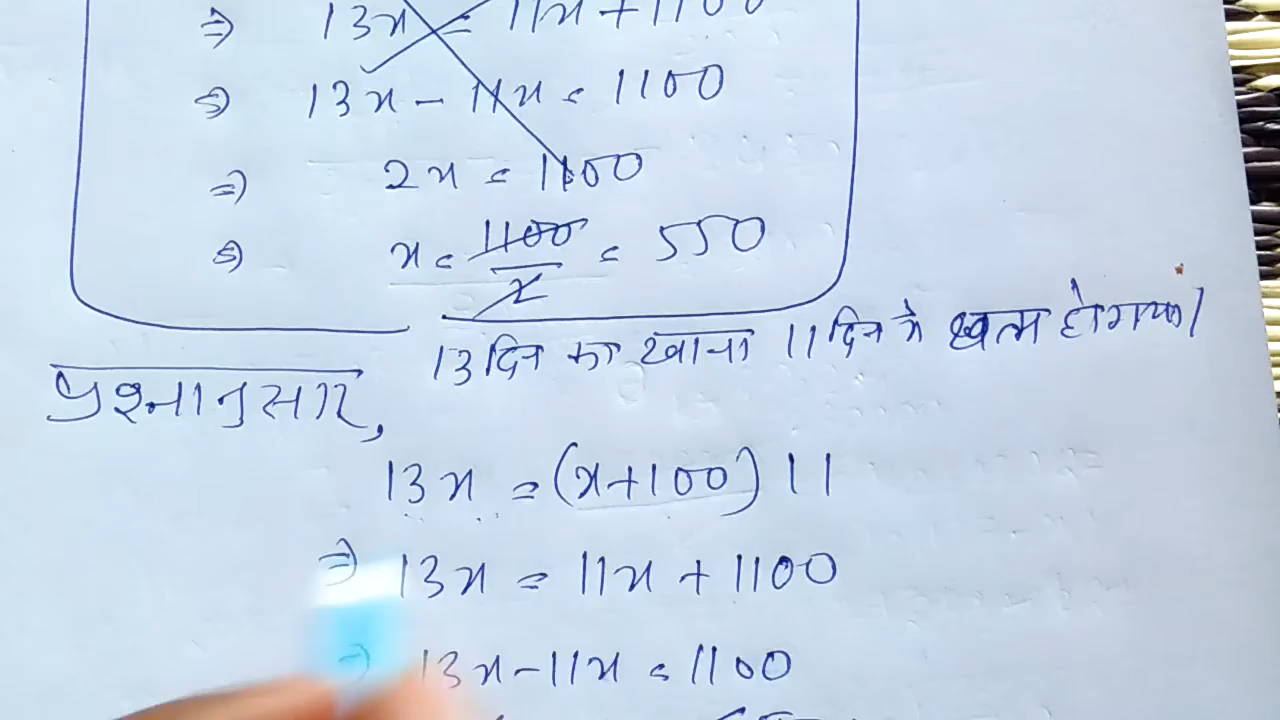 ⇒ 13x = 11x + 1100
⇒ 13x - 11x = 1100
⇒ 2x = 1100
⇒ x = 1100/2 = 550
13 दिन का खाना 11 दिन मे खत्म हो गया।
प्रश्नानुसार,
13x = (x+100) 11
⇒ 13x = 11x + 1100
⇒ 13x - 11x = 1100